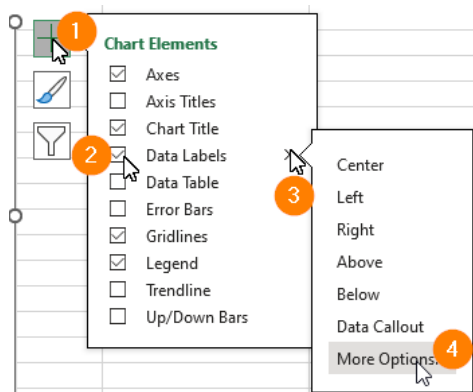 1
Chart Elements
Axes
Axis Titles
Chart Title
2
Data Labels
Data Table
Error Bars
Gridlines
Legend
Trendline
Up/Down Bars
3
Center
Left
Right
Above
Below
Data Callout
More Options.
4